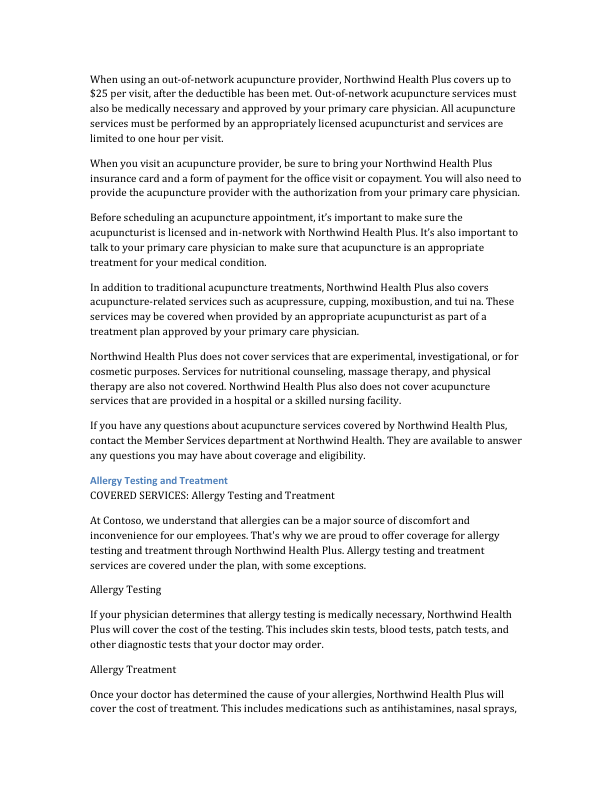 When using an out-of-network acupuncture provider, Northwind Health Plus covers up to
$25 per visit, after the deductible has been met. Out-of-network acupuncture services must
also be medically necessary and approved by your primary care physician. All acupuncture
services must be performed by an appropriately licensed acupuncturist and services are
limited to one hour per visit.
When you visit an acupuncture provider, be sure to bring your Northwind Health Plus
insurance card and a form of payment for the office visit or copayment. You will also need to
provide the acupuncture provider with the authorization from your primary care physician.
Before scheduling an acupuncture appointment, it’s important to make sure the
acupuncturist is licensed and in-network with Northwind Health Plus. It’s also important to
talk to your primary care physician to make sure that acupuncture is an appropriate
treatment for your medical condition.
In addition to traditional acupuncture treatments, Northwind Health Plus also covers
acupuncture-related services such as acupressure, cupping, moxibustion, and tui na. These
services may be covered when provided by an appropriate acupuncturist as part of a
treatment plan approved by your primary care physician.
Northwind Health Plus does not cover services that are experimental, investigational, or for
cosmetic purposes. Services for nutritional counseling, massage therapy, and physical
therapy are also not covered. Northwind Health Plus also does not cover acupuncture
services that are provided in a hospital or a skilled nursing facility.
If you have any questions about acupuncture services covered by Northwind Health Plus,
contact the Member Services department at Northwind Health. They are available to answer
any questions you may have about coverage and eligibility.
Allergy Testing and Treatment
COVERED SERVICES: Allergy Testing and Treatment
At Contoso, we understand that allergies can be a major source of discomfort and
inconvenience for our employees. That's why we are proud to offer coverage for allergy
testing and treatment through Northwind Health Plus. Allergy testing and treatment
services are covered under the plan, with some exceptions.
Allergy Testing
If your physician determines that allergy testing is medically necessary, Northwind Health
Plus will cover the cost of the testing. This includes skin tests, blood tests, patch tests, and
other diagnostic tests that your doctor may order.
Allergy Treatment
Once your doctor has determined the cause of your allergies, Northwind Health Plus will
cover the cost of treatment. This includes medications such as antihistamines, nasal sprays,